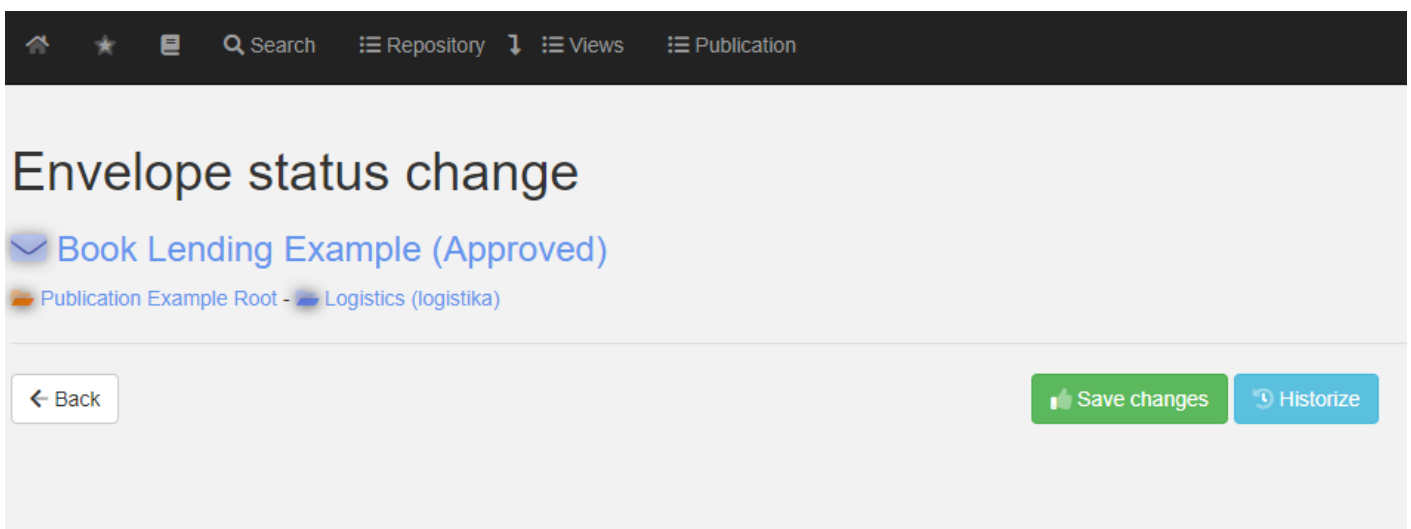 Search Repository Views Publication
Envelope status change
Book Lending Example (Approved)
Publication Example Root - Logistics (logistika)
Back Save changes Historize